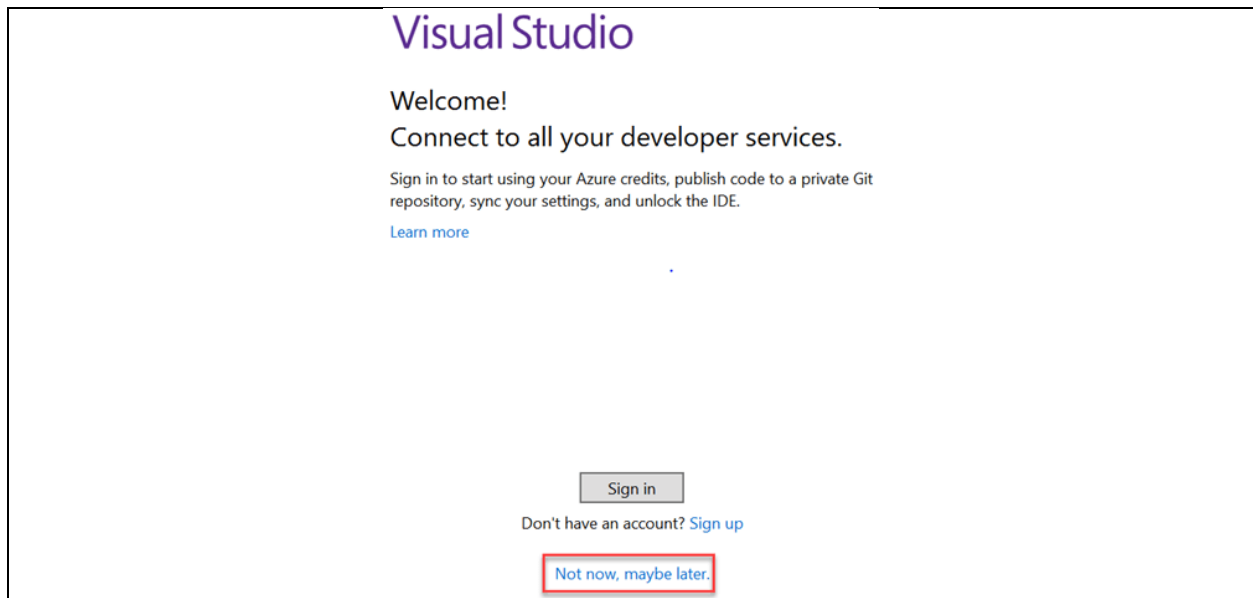 Visual Studio
Welcome!
Connect to all your developer services.
Sign in to start using your Azure credits, publish code to a private Git
repository, sync your settings, and unlock the IDE.
Learn more
Sign in
Don't have an account? Sign up
Not now, maybe later.